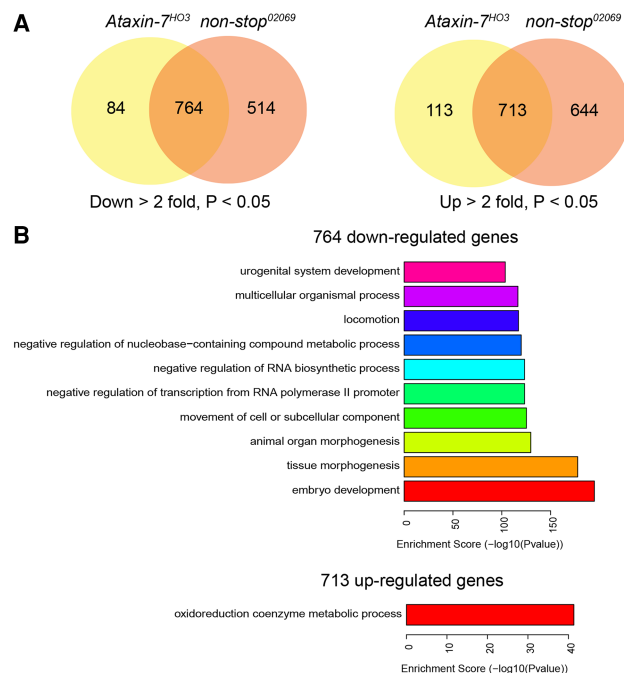 A
Ataxin-7HO3 non-stop02069
84 764 514
Down > 2 fold, P < 0.05
Ataxin-7HO3 non-stop02069
113 713 644
Up > 2 fold, P < 0.05
B
764 down-regulated genes
urogenital system development
multicellular organismal process
locomotion
negative regulation of nucleobase−containing compound metabolic process
negative regulation of RNA biosynthetic process
negative regulation of transcription from RNA polymerase II promoter
movement of cell or subcellular component
animal organ morphogenesis
tissue morphogenesis
embryo development
0 50 100 150
Enrichment Score (−log10(Pvalue))
713 up-regulated genes
oxidoreduction coenzyme metabolic process
0 10 20 30 40
Enrichment Score (−log10(Pvalue))